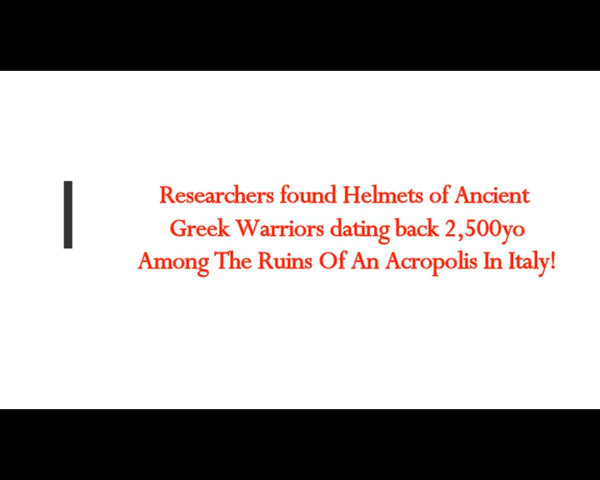 Researchers found Helmets of Ancient
Greek Warriors dating back 2,500yo
Among The Ruins Of An Acropolis In Italy!